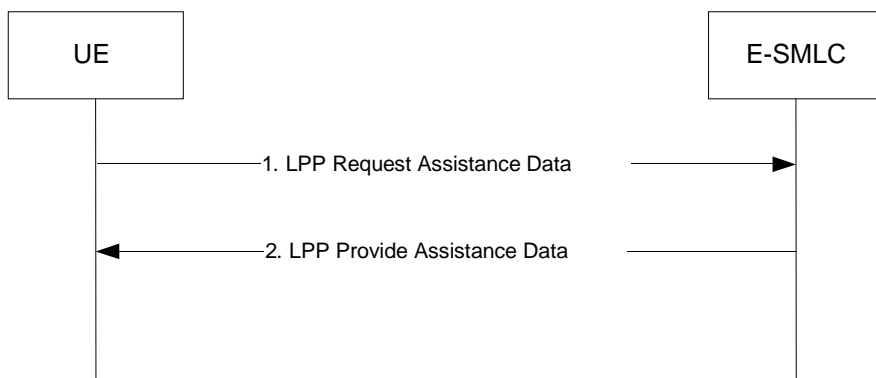 UE
E-SMLC
1. LPP Request Assistance Data
2. LPP Provide Assistance Data